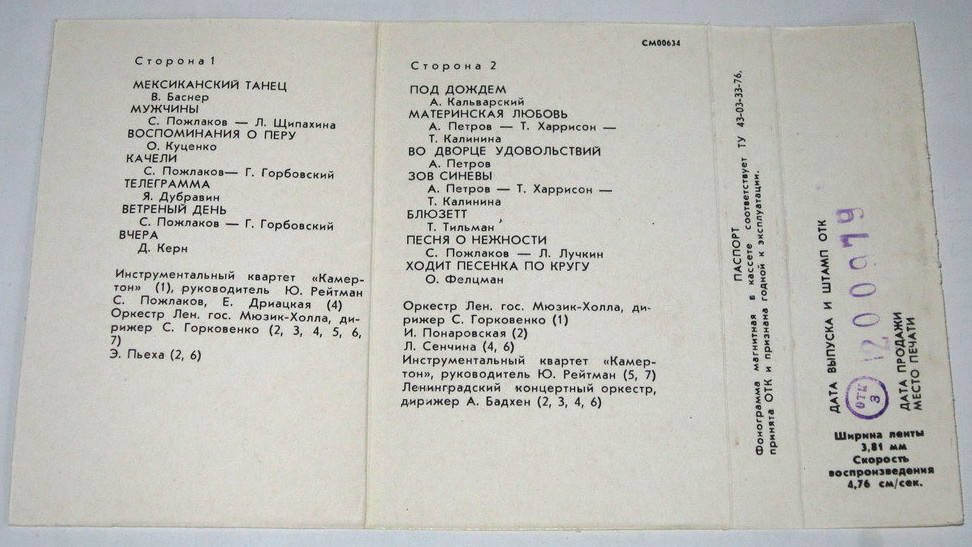 Сторона 1
МЕКСИКАНСКИЙ ТАНЕЦ
В. Баснер
МУЖЧИНЫ
С. Пожлаков — Л. Щипахина
ВОСПОМИНАНИЯ О ПЕРУ
О. Куценко
КАЧЕЛИ
С. Пожлаков— Г. Горбовский
ТЕЛЕГРАММА
Я. Дубравин
ВЕТРЕНЫЙ ДЕНЬ
С. Пожлаков — Г. Горбовский
ВЧЕРА
Д. Керн
Инструментальный квартет «Камер-
тон» (1), руководитель Ю. Рейтман
С. Пожлаков, Е. Дриацкая (4)
Оркестр Лен. гос. Мюзик-Холла, ди-
рижер С. Горковенко (2, 3, 4, 5, 6,
7)
Э. Пьеха (2, 6)
СМ00634
Сторона 2
ПОД ДОЖДЕМ
А. Кальварский
МАТЕРИНСКАЯ ЛЮБОВЬ
А. Петров — Т. Харрисон —
Т. Калинина
ВО ДВОРЦЕ УДОВОЛЬСТВИЙ
А. Петров
ЗОВ СИНЕВЫ
А. Петров — Т. Харрисон —
Т. Калинина
БЛЮЗЕТТ
Т. Тильман
ПЕСНЯ О НЕЖНОСТИ
С. Пожлаков — Л. Лучкин
ХОДИТ ПЕСЕНКА ПО КРУГУ
О. Фелцман
Оркестр Лен. гос. Мюзик-Холла, ди-
рижер С. Горковенко (1)
И. Понаровская (2)
Л. Сенчина (4, 6)
Инструментальный квартет «Камер-
тон», руководитель Ю. Рейтман (5, 7)
Ленинградский концертный оркестр,
дирижер А. Бадхен (2, 3, 4, 6)
ПАСПОРТ
Фонограмма магнитная в кассете соответствует ТУ 43-03-33-76,
принята ОТК и признана годной к эксплуатации.
ДАТА ВЫПУСКА И ШТАМП ОТК
ОТК
3
200979
ДАТА ПРОДАЖИ
МЕСТО ПЕЧАТИ
Ширина ленты
3,81 мм
Скорость
воспроизведения
4,76 см/сек.